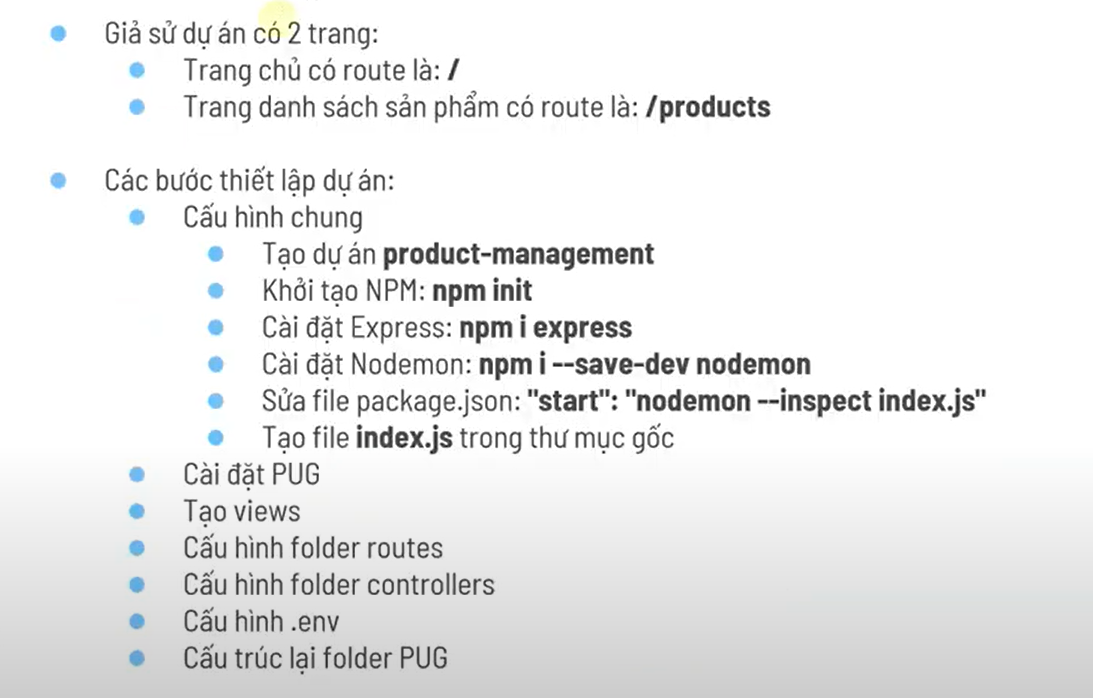 Giả sử dự án có 2 trang:
Trang chủ có route là: /
Trang danh sách sản phẩm có route là: /products
Các bước thiết lập dự án:
Cấu hình chung
Tạo dự án product-management
Khởi tạo NPM: npm init
Cài đặt Express: npm i express
Cài đặt Nodemon: npm i --save-dev nodemon
Sửa file package.json: "start": "nodemon --inspect index.js"
Tạo file index.js trong thư mục gốc
Cài đặt PUG
Tạo views
Cấu hình folder routes
Cấu hình folder controllers
Cấu hình .env
Cấu trúc lại folder PUG